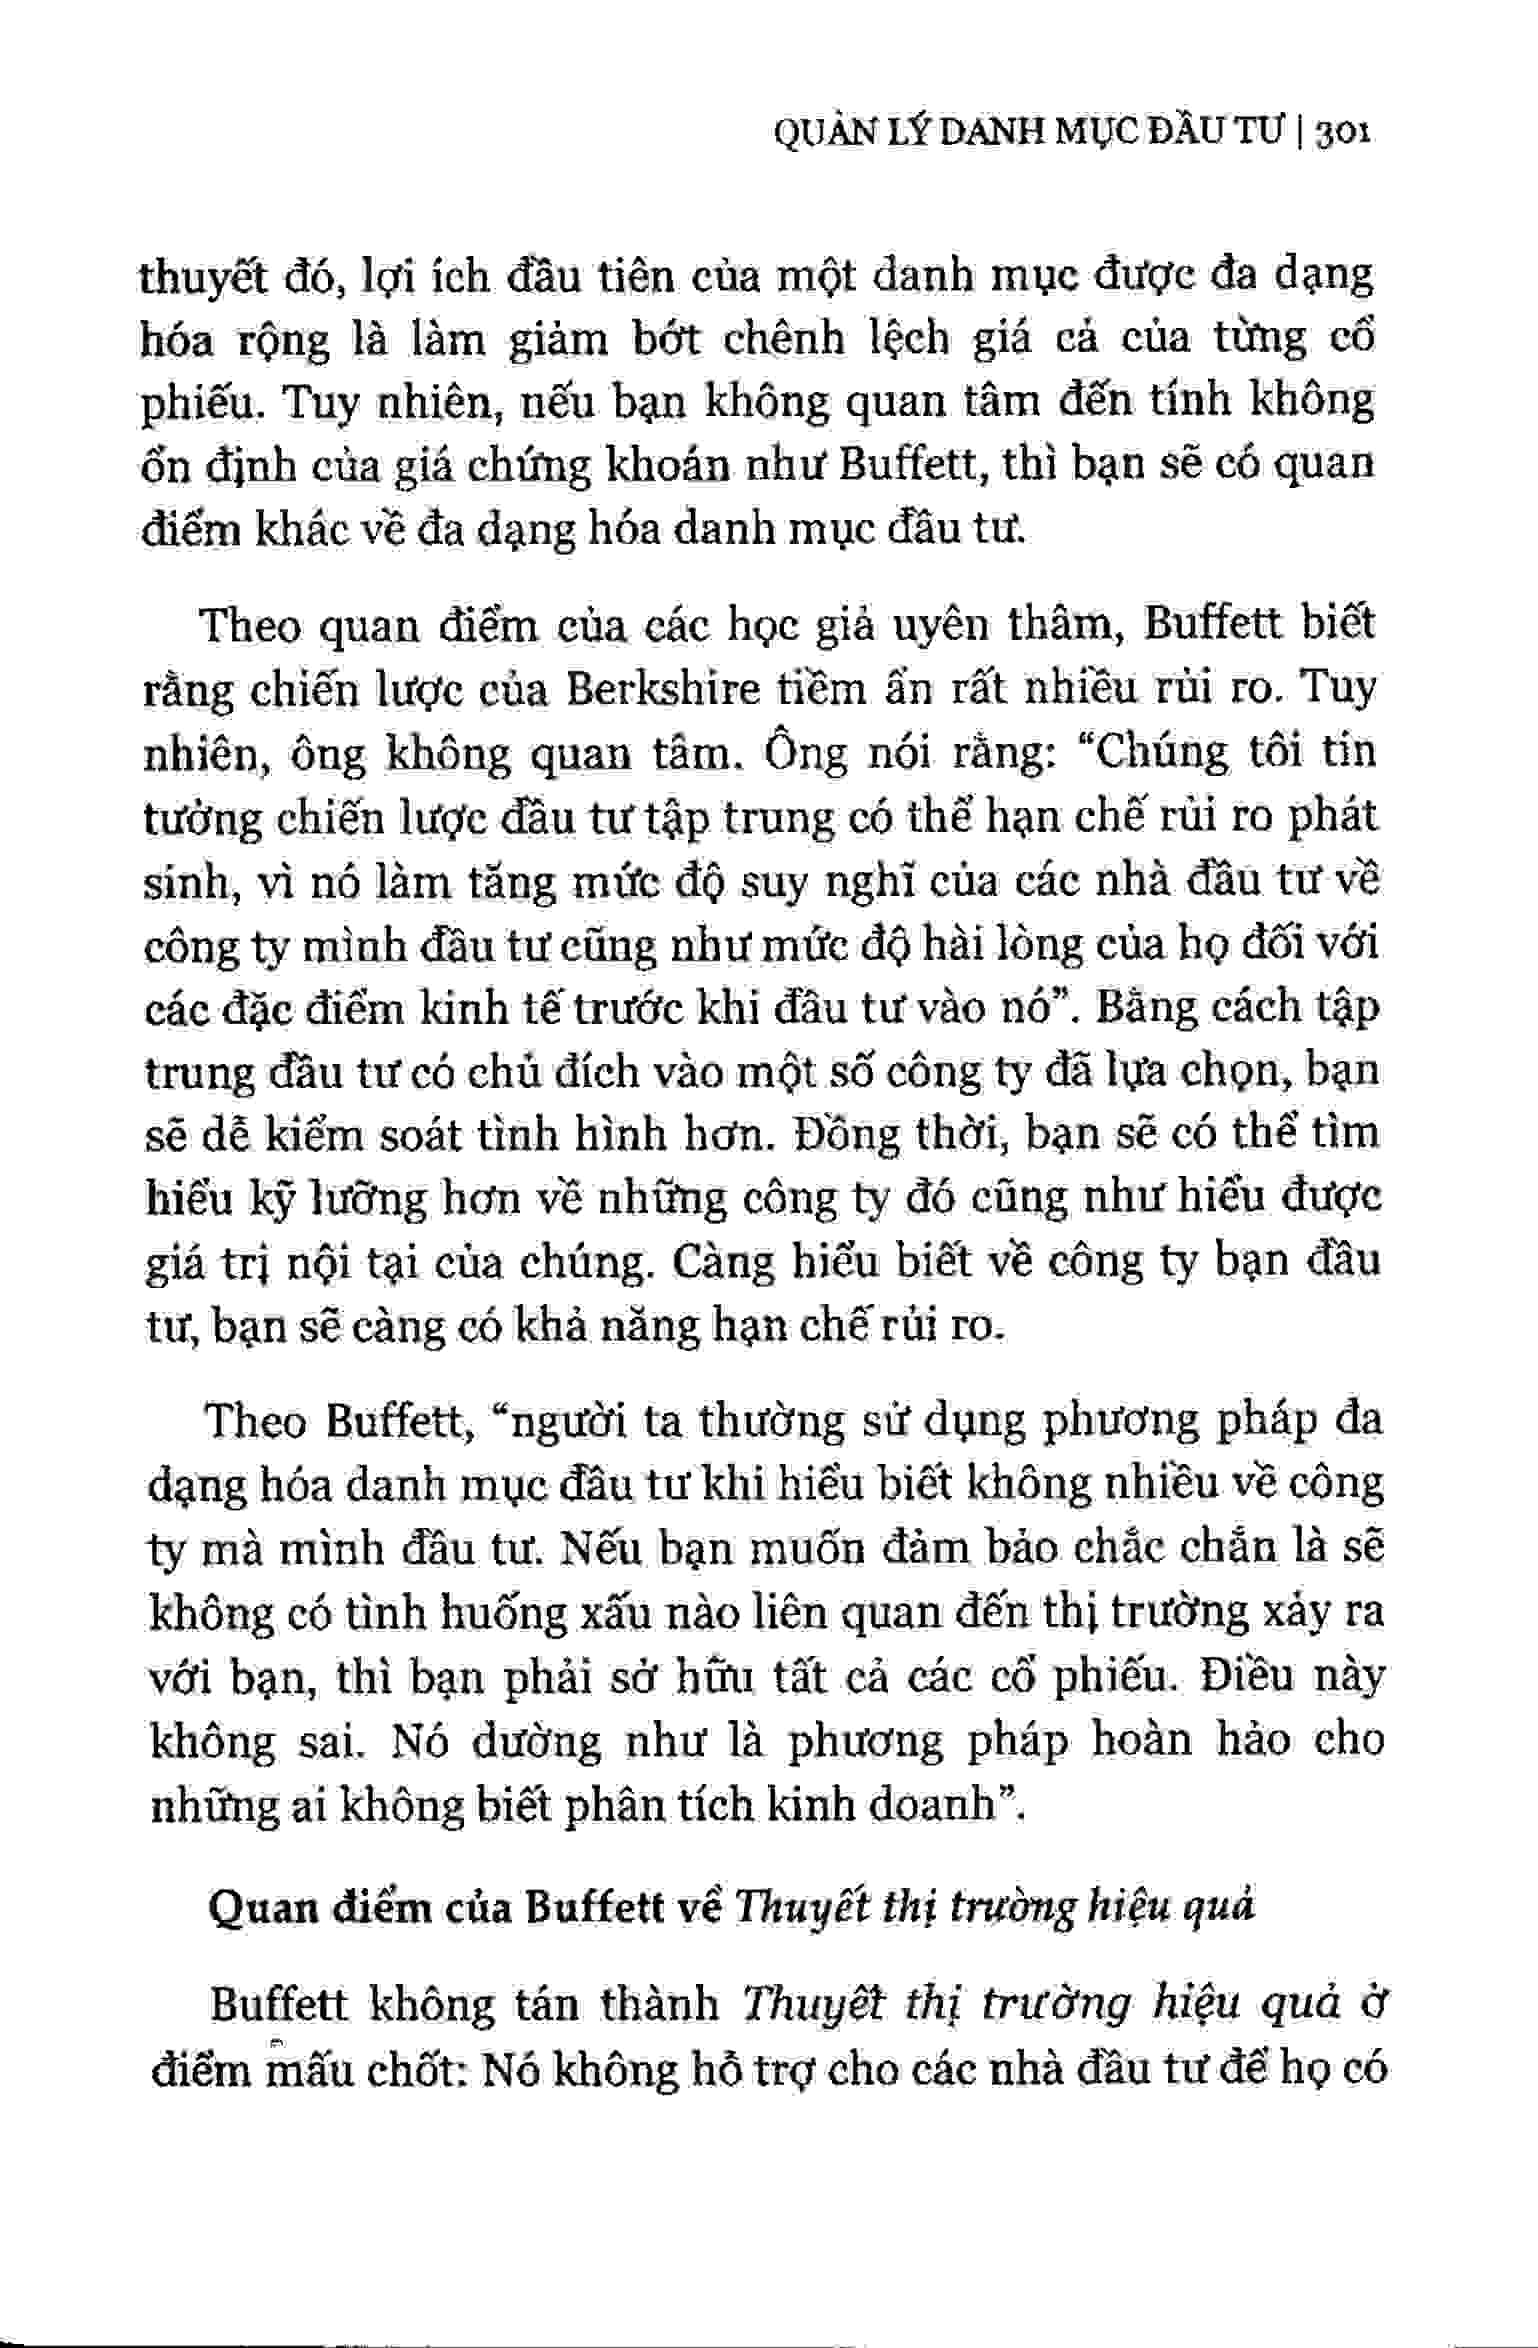 QUẢN LÝ DANH MỤC ĐẦU TƯ | 301
thuyết đó, lợi ích đầu tiên của một danh mục được đa dạng
hóa rộng là làm giảm bớt chênh lệch giá cả của từng cổ
phiếu. Tuy nhiên, nếu bạn không quan tâm đến tính không
ổn định của giá chứng khoán như Buffett, thì bạn sẽ có quan
điểm khác về đa dạng hóa danh mục đầu tư.
Theo quan điểm của các học giả uyên thâm, Buffett biết
rằng chiến lược của Berkshire tiềm ẩn rất nhiều rủi ro. Tuy
nhiên, ông không quan tâm. Ông nói rằng: “Chúng tôi tin
tưởng chiến lược đầu tư tập trung có thể hạn chế rủi ro phát
sinh, vì nó làm tăng mức độ suy nghĩ của các nhà đầu tư về
công ty mình đầu tư cũng như mức độ hài lòng của họ đối với
các đặc điểm kinh tế trước khi đầu tư vào nó”. Bằng cách tập
trung đầu tư có chủ đích vào một số công ty đã lựa chọn, bạn
sẽ dễ kiểm soát tình hình hơn. Đồng thời, bạn sẽ có thể tìm
hiểu kỹ lưỡng hơn về những công ty đó cũng như hiểu được
giá trị nội tại của chúng. Càng hiểu biết về công ty bạn đầu
tư, bạn sẽ càng có khả năng hạn chế rủi ro.
Theo Buffett, “người ta thường sử dụng phương pháp đa
dạng hóa danh mục đầu tư khi hiểu biết không nhiều về công
ty mà mình đầu tư. Nếu bạn muốn đảm bảo chắc chắn là sẽ
không có tình huống xấu nào liên quan đến thị trường xảy ra
với bạn, thì bạn phải sở hữu tất cả các cổ phiếu. Điều này
không sai. Nó dường như là phương pháp hoàn hảo cho
những ai không biết phân tích kinh doanh”.
Quan điểm của Buffett về Thuyết thị trường hiệu quả
Buffett không tán thành Thuyết thị trường hiệu quả ở
điểm mấu chốt: Nó không hỗ trợ cho các nhà đầu tư để họ có